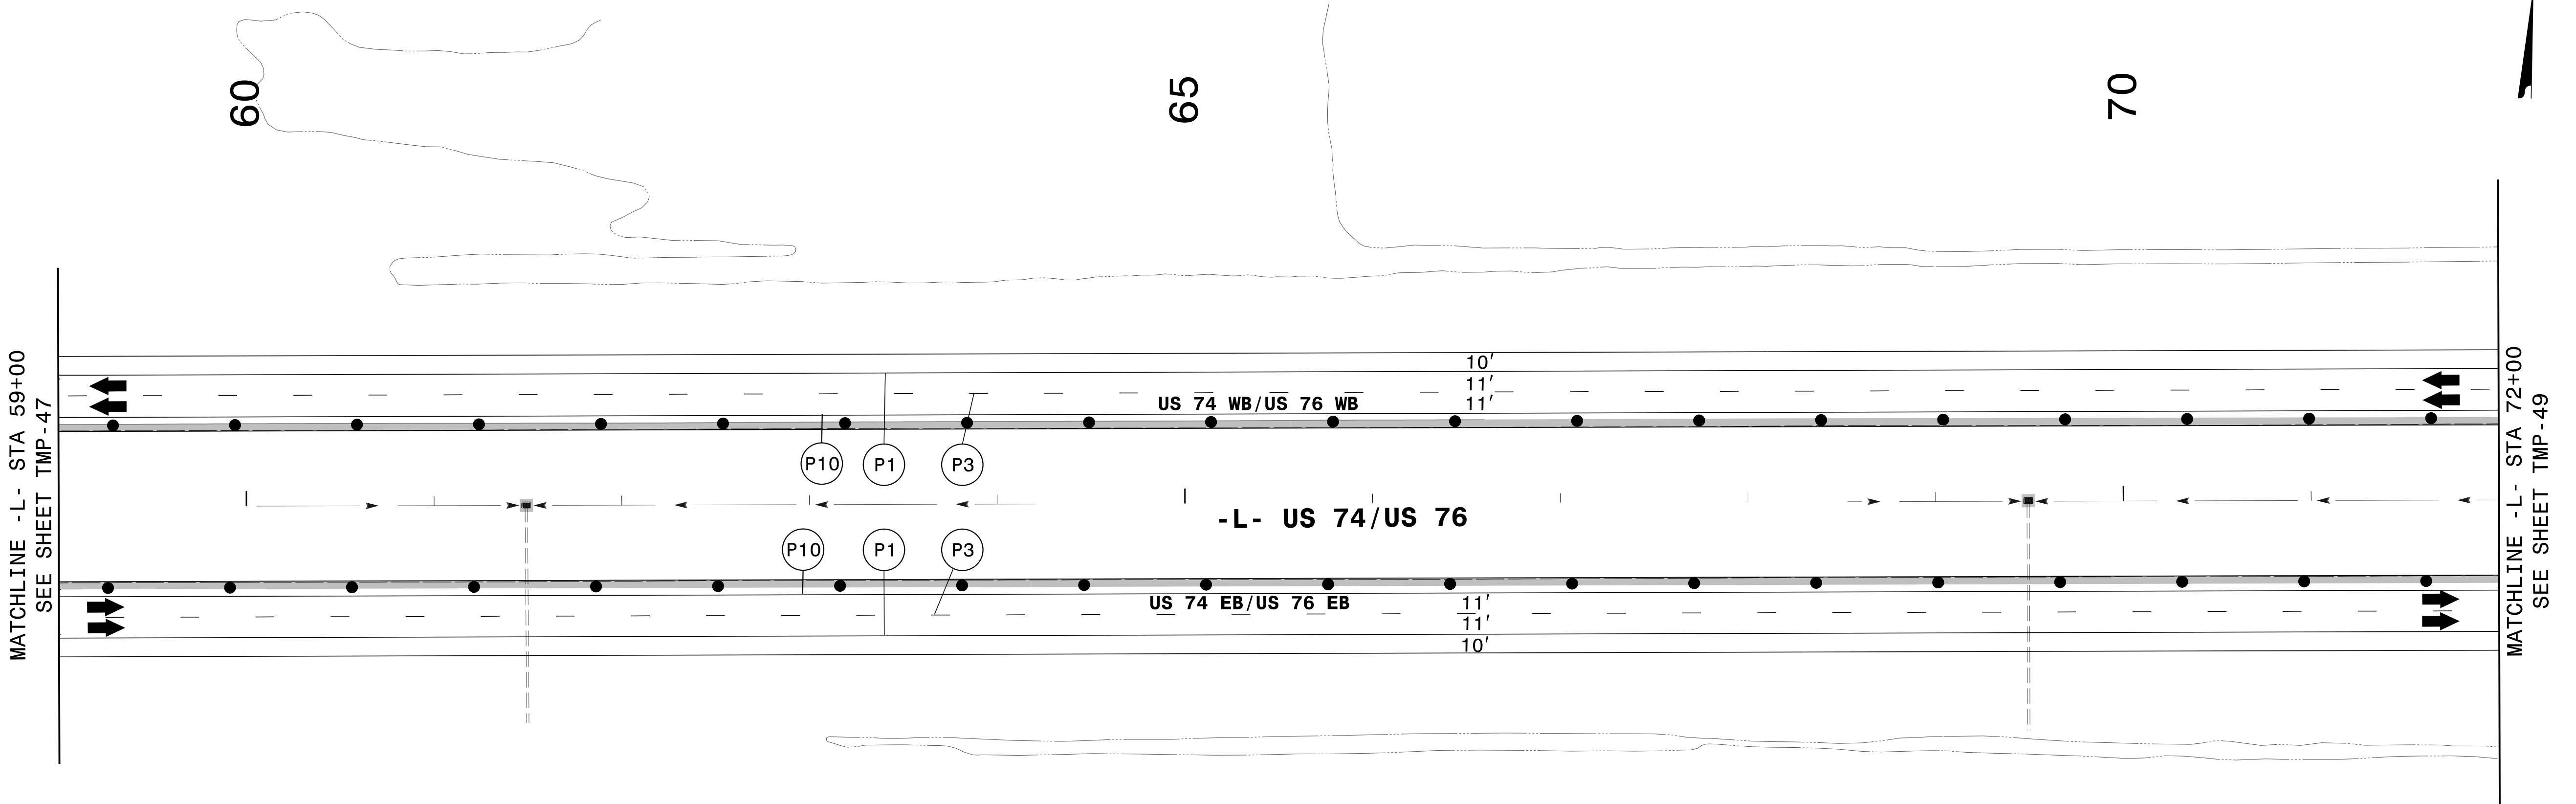 60
65
70
MATCHLINE -L- STA 59+00
SEE SHEET TMP-47
10'
11'
11'
US 74 WB/US 76 WB
P10
P1
P3
-L- US 74/US 76
P10
P1
P3
US 74 EB/US 76 EB
11'
11'
10'
MATCHLINE -L- STA 72+00
SEE SHEET TMP-49